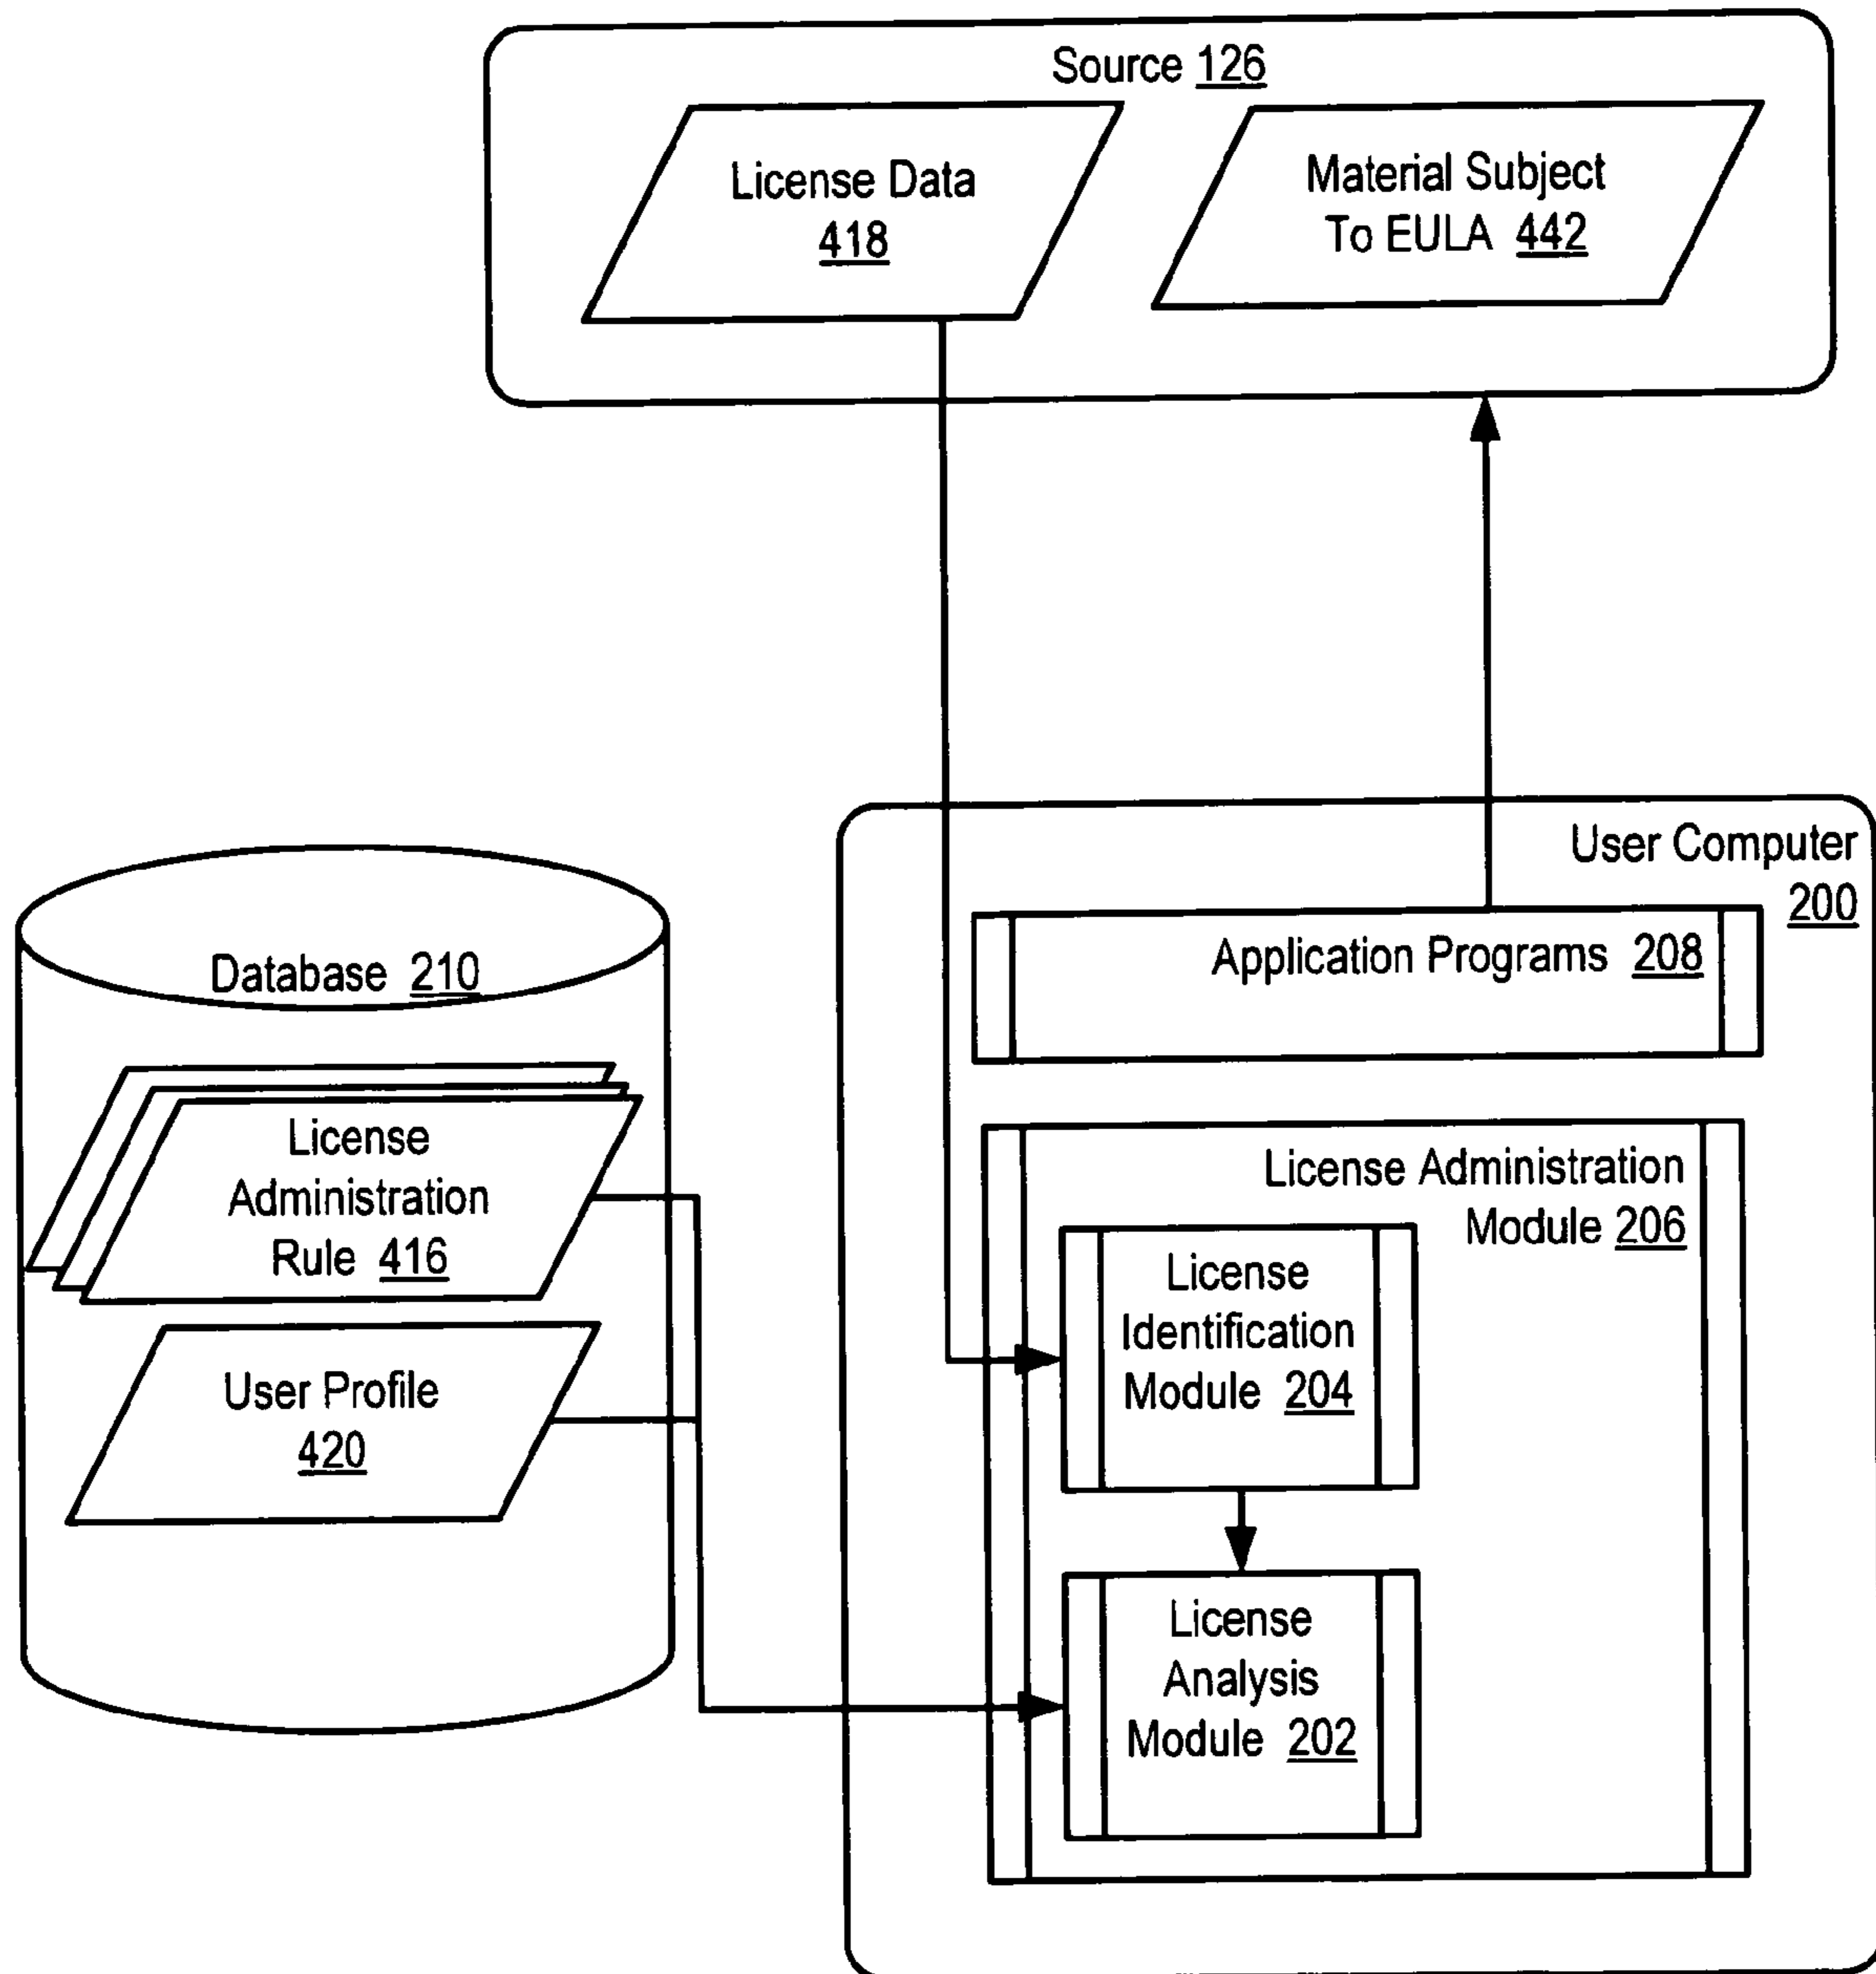 Source 126
License Data
418
Material Subject
To EULA 442
User Computer
200
Application Programs 208
Database 210
License
Administration
Rule 416
User Profile
420
License Administration
Module 206
License
Identification
Module 204
License
Analysis
Module 202